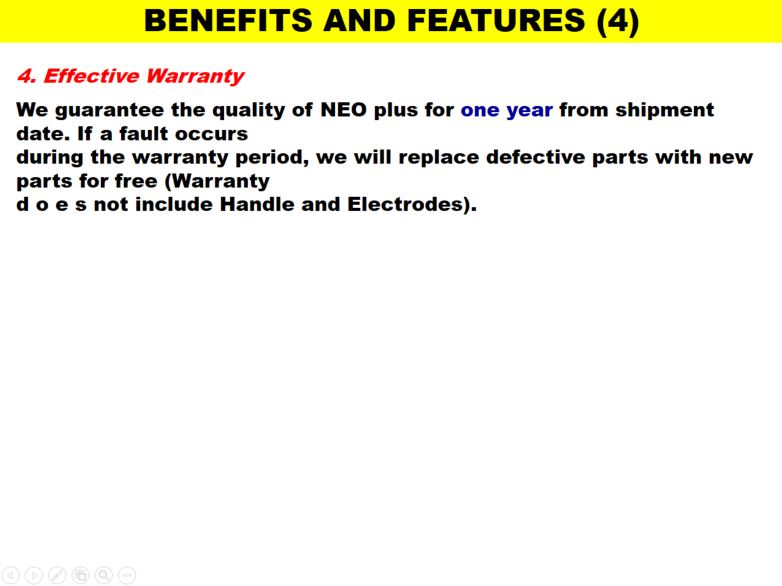 BENEFITS AND FEATURES (4)
4. Effective Warranty
We guarantee the quality of NEO plus for one year from shipment
date. If a fault occurs
during the warranty period, we will replace defective parts with new
parts for free (Warranty
d o e s not include Handle and Electrodes).